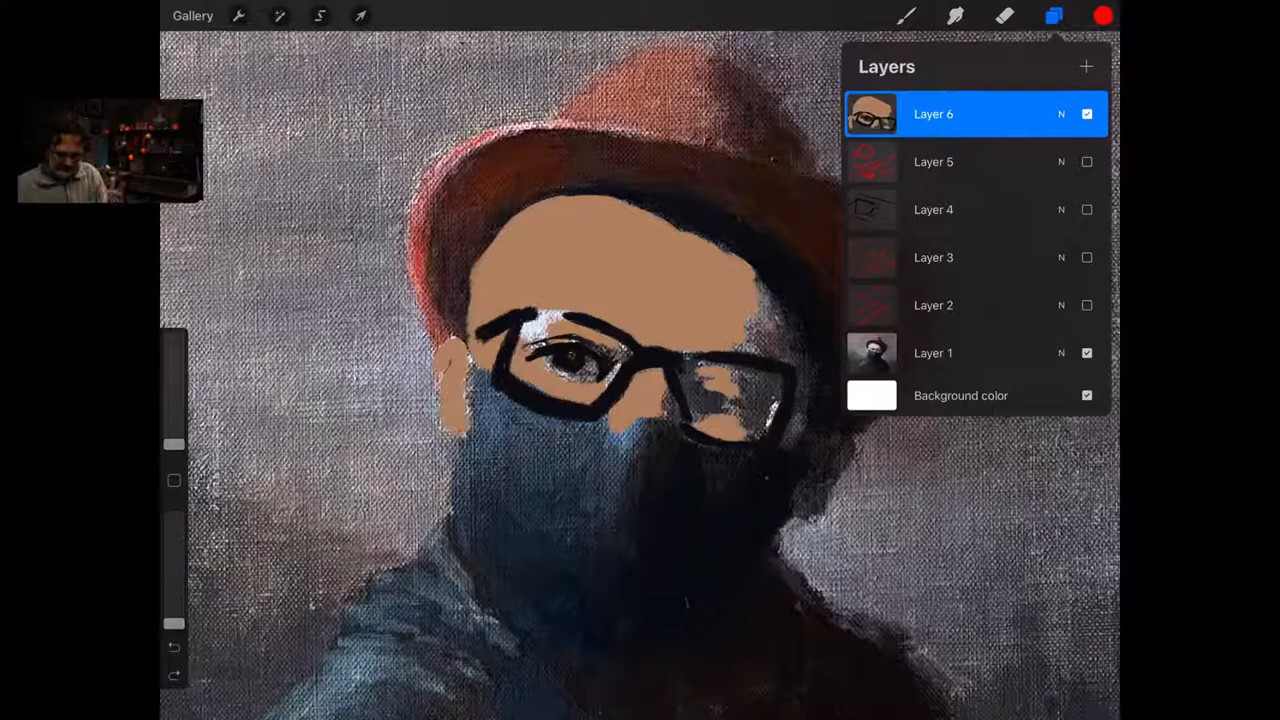 Gallery
Layers
Layer 6 N
Layer 5 N
Layer 4 N
Layer 3 N
Layer 2 N
Layer 1 N
Background color